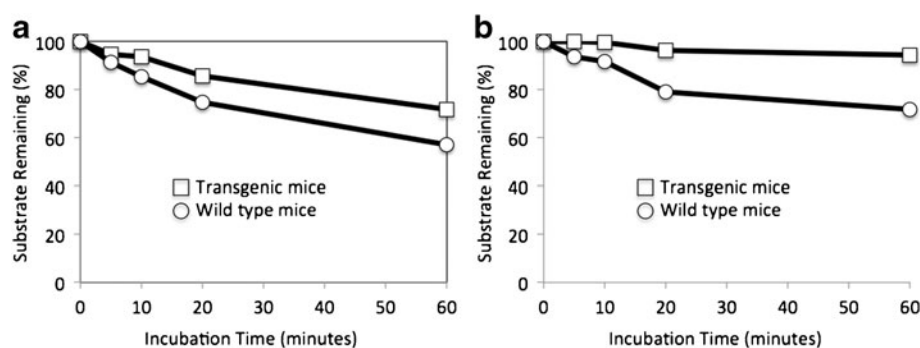 a
100
80
60
40
20
0
Substrate Remaining (%)
Transgenic mice
Wild type mice
0 10 20 30 40 50 60
Incubation Time (minutes)
b
100
80
60
40
20
0
Substrate Remaining (%)
Transgenic mice
Wild type mice
0 10 20 30 40 50 60
Incubation Time (minutes)